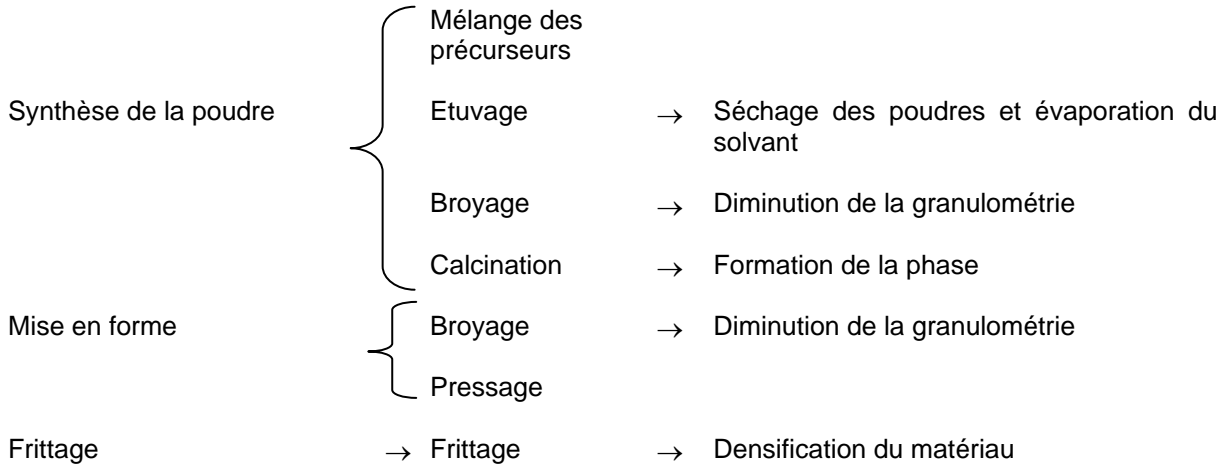 Mélange des
précurseurs
Synthèse de la poudre Etuvage → Séchage des poudres et évaporation du
solvant
Broyage → Diminution de la granulométrie
Calcination → Formation de la phase
Mise en forme Broyage → Diminution de la granulométrie
Pressage
Frittage → Frittage → Densification du matériau